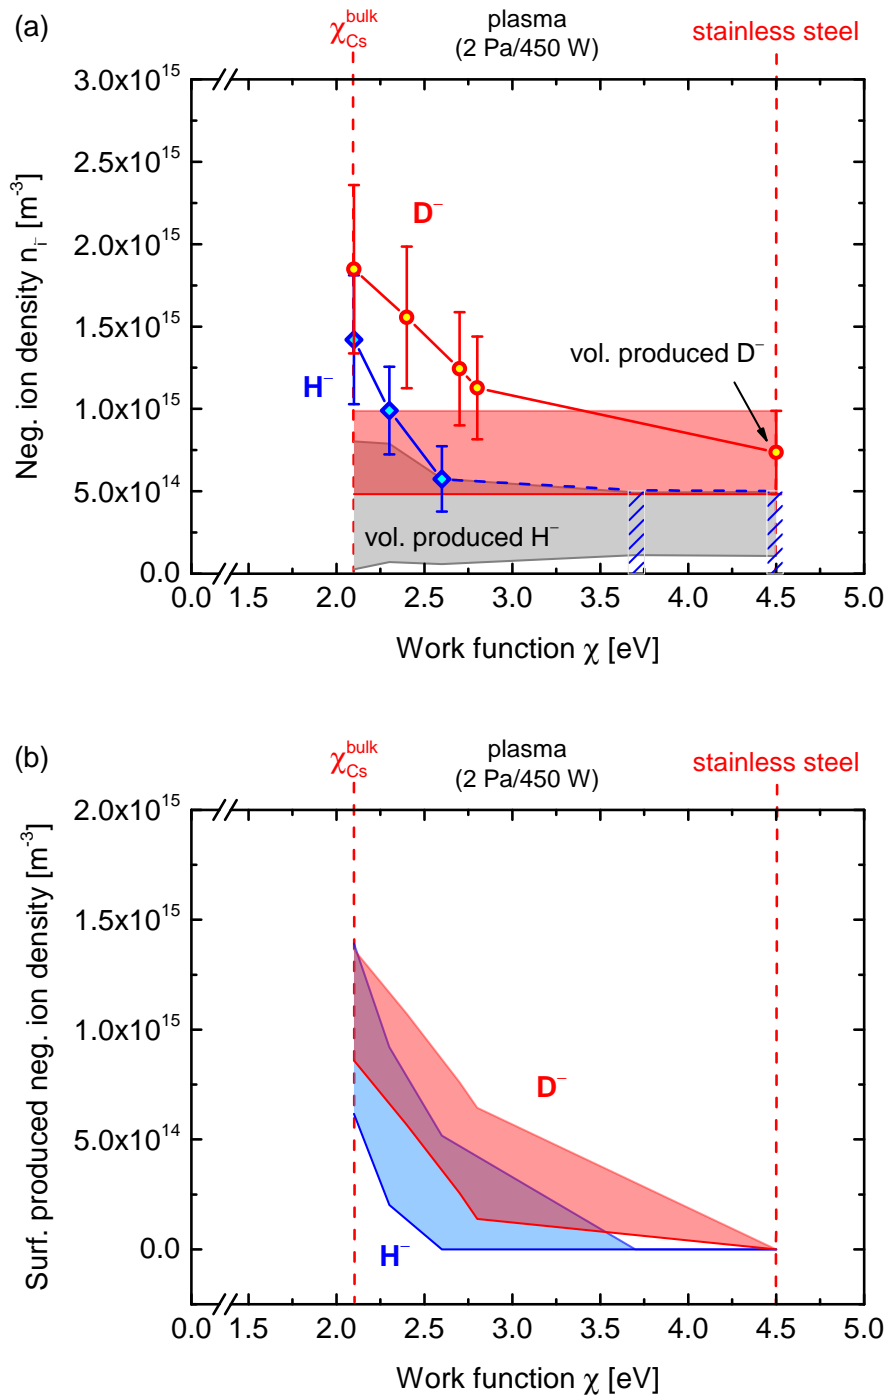 (a)
χ_Cs^bulk
plasma
(2 Pa/450 W)
stainless steel
3.0x10^15
2.5x10^15
2.0x10^15
1.5x10^15
1.0x10^15
5.0x10^14
0.0
Neg. ion density n_i⁻ [m⁻³]
D⁻
H⁻
vol. produced D⁻
vol. produced H⁻
0.0 1.5 2.0 2.5 3.0 3.5 4.0 4.5 5.0
Work function χ [eV]
(b)
χ_Cs^bulk
plasma
(2 Pa/450 W)
stainless steel
2.0x10^15
1.5x10^15
1.0x10^15
5.0x10^14
0.0
Surf. produced neg. ion density [m⁻³]
D⁻
H⁻
0.0 1.5 2.0 2.5 3.0 3.5 4.0 4.5 5.0
Work function χ [eV]